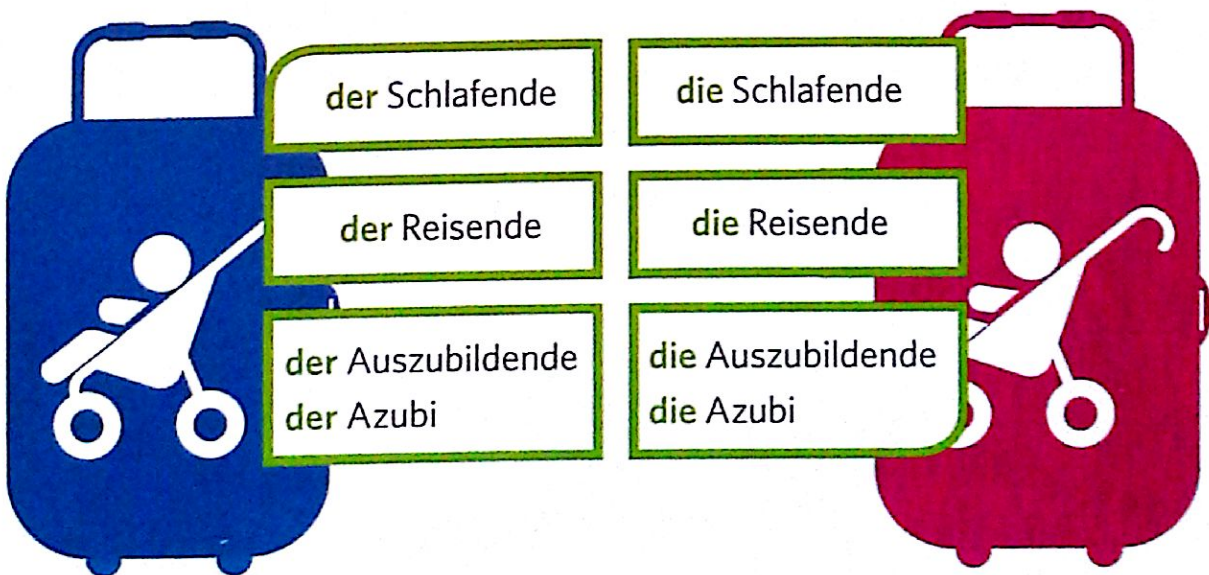 der Schlafende
die Schlafende
der Reisende
die Reisende
der Auszubildende
der Azubi
die Auszubildende
die Azubi